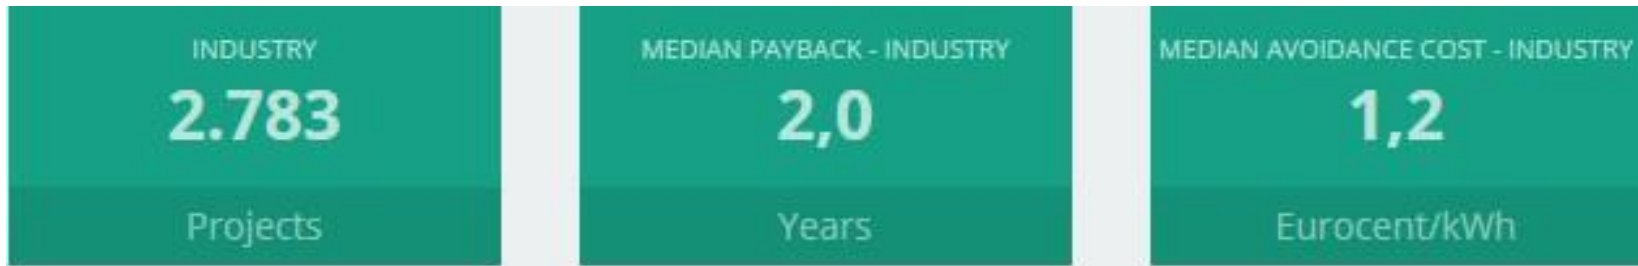 INDUSTRY
2.783
Projects
MEDIAN PAYBACK - INDUSTRY
2,0
Years
MEDIAN AVOIDANCE COST - INDUSTRY
1,2
Eurocent/kWh